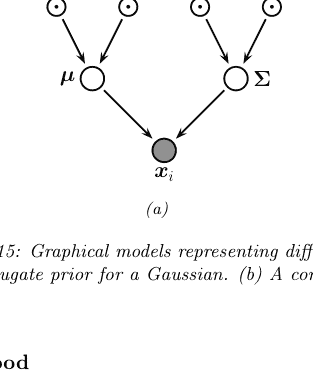 μ Σ
x_i
(a)
15: Graphical models representing diff
ugate prior for a Gaussian. (b) A con
ood